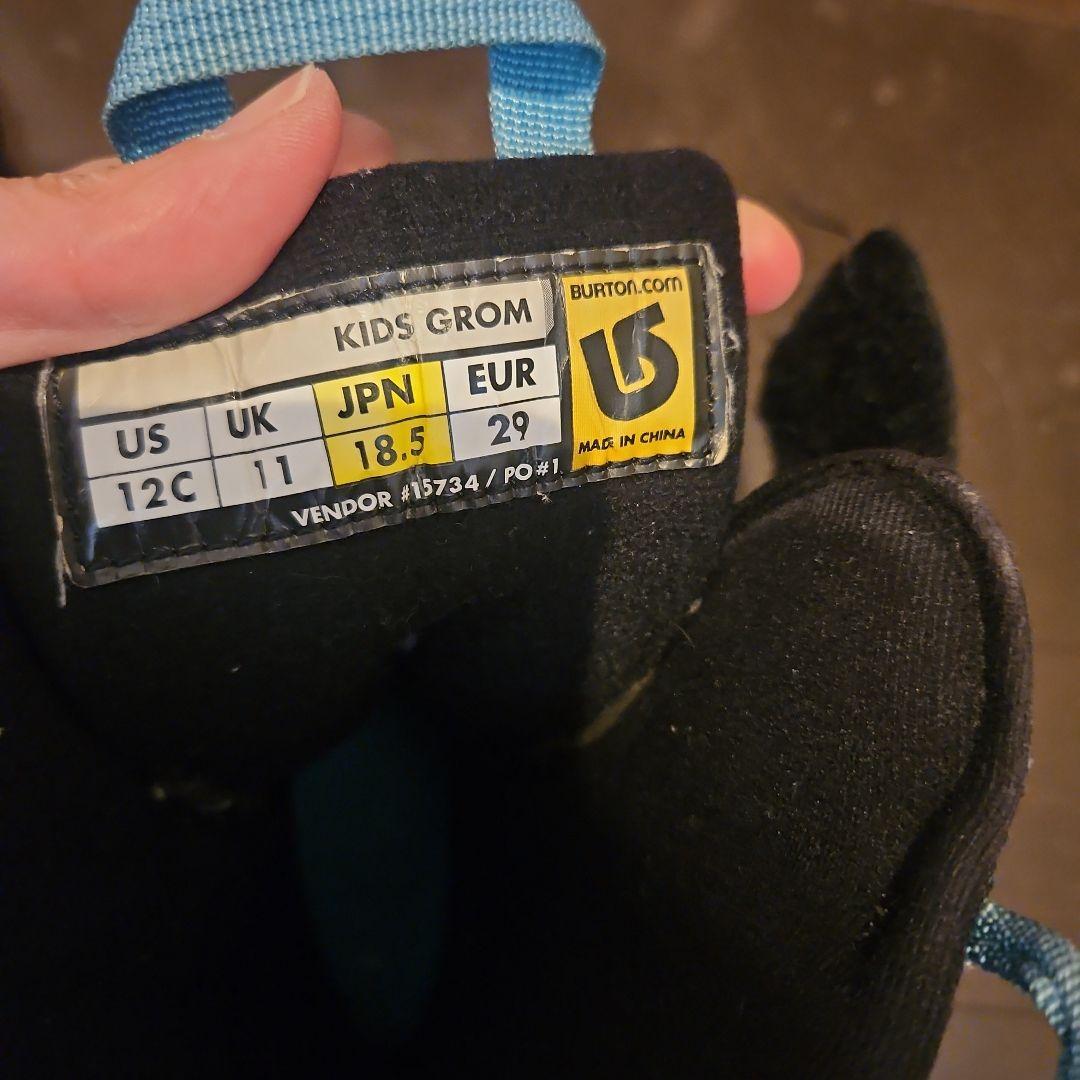 KIDS GROM
US UK JPN EUR
12C 11 18.5 29
VENDOR #15734 / PO#1
BURTON.com
MADE IN CHINA